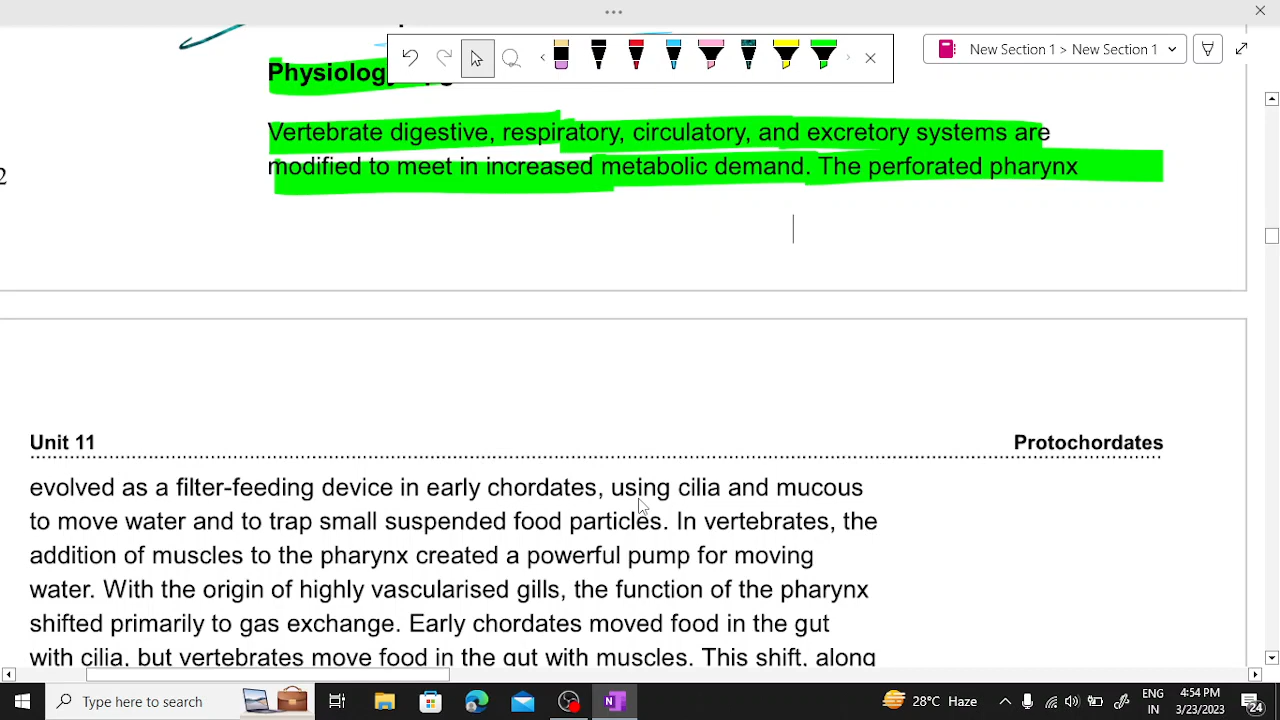 New Section 1 > New Section 1
Vertebrate digestive, respiratory, circulatory, and excretory systems are
modified to meet in increased metabolic demand. The perforated pharynx
2
Unit 11
Protochordates
evolved as a filter-feeding device in early chordates, using cilia and mucous
to move water and to trap small suspended food particles. In vertebrates, the
addition of muscles to the pharynx created a powerful pump for moving
water. With the origin of highly vascularised gills, the function of the pharynx
shifted primarily to gas exchange. Early chordates moved food in the gut
with cilia, but vertebrates move food in the gut with muscles. This shift, along
Type here to search
28°C Haze
ENG
IN
4:54 PM
3/23/2023
24